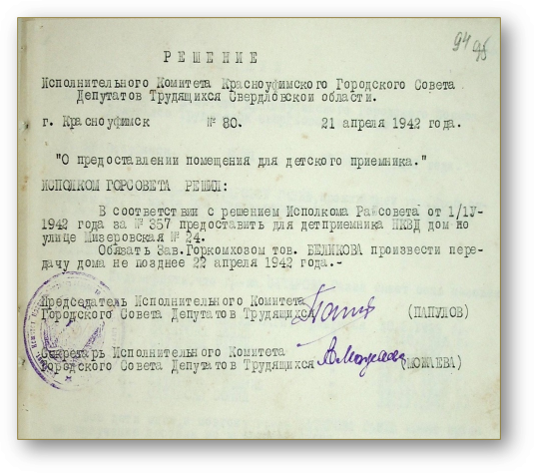 94 95
РЕШЕНИЕ
Исполнительного Комитета Красноуфимского Городского Совета
Депутатов Трудящихся Свердловской области.
г. Красноуфимск № 80. 21 апреля 1942 года.
"О предоставлении помещения для детского приемника."
ИСПОЛКОМ ГОРСОВЕТА РЕШИЛ:
В соответствии с решением Исполкома Райсовета от 1/1У-
1942 года за № 357 предоставить для детприемника НКВД дом по
улице Мизеровская № 24.
Обязать Зав.Горкомхозом тов. ВЕЛИКОВА произвести пере-
дачу дома не позднее 22 апреля 1942 года.-
Председатель Исполнительного Комитета
Городского Совета Депутатов Трудящихся (ПАПУЛОВ)
Секретарь Исполнительного Комитета
Городского Совета Депутатов Трудящихся (МОЖАЕВА)